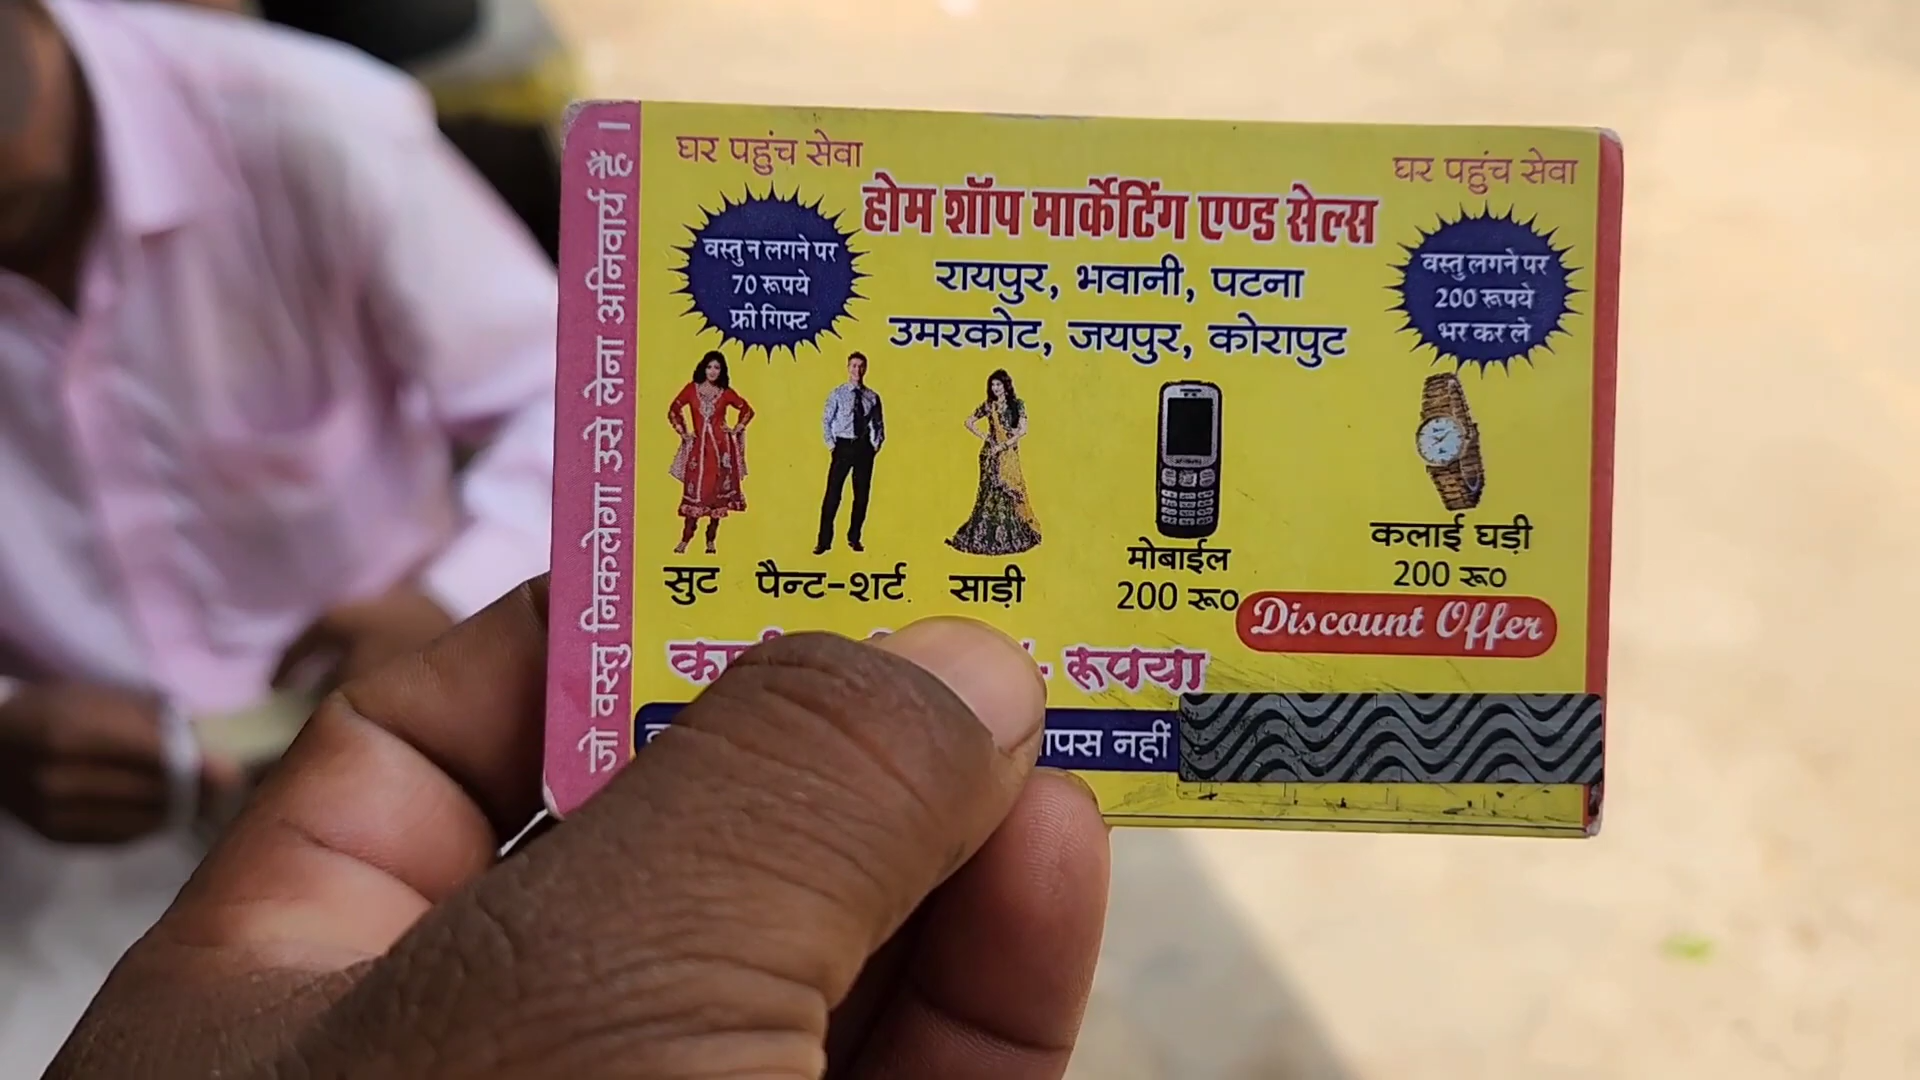 जो वस्तु निकलेगा उसे लेना अनिवार्य हैं ।
घर पहुंच सेवा
घर पहुंच सेवा
होम शॉप मार्केटिंग एण्ड सेल्स
वस्तु न लगने पर
70 रूपये
फ्री गिफ्ट
रायपुर, भवानी, पटना
उमरकोट, जयपुर, कोरापुट
वस्तु लगने पर
200 रूपये
भर कर ले
सुट
पैन्ट-शर्ट
साड़ी
मोबाईल
200 रू०
कलाई घड़ी
200 रू०
Discount Offer
रूपया
नहीं